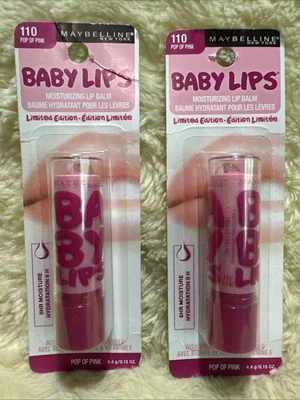 110
POP OF PINK
MAYBELLINE
NEW YORK
BABY LIPS
MOISTURIZING LIP BALM
BAUME HYDRATANT POUR LES LÈVRES
Limited Edition • Édition Limitée
MAYBELLINE
BA
BY
LIPS
8HR MOISTURE
HYDRATATION 8 H
POP OF PINK
4.4 g/0.15 OZ.
110
POP OF PINK
MAYBELLINE
NEW YORK
BABY LIPS
MOISTURIZING LIP BALM
BAUME HYDRATANT POUR LES LÈVRES
Limited Edition • Édition Limitée
8HR MOISTURE
HYDRATATION 8 H
POP OF PINK
4.4 g/0.15 OZ.